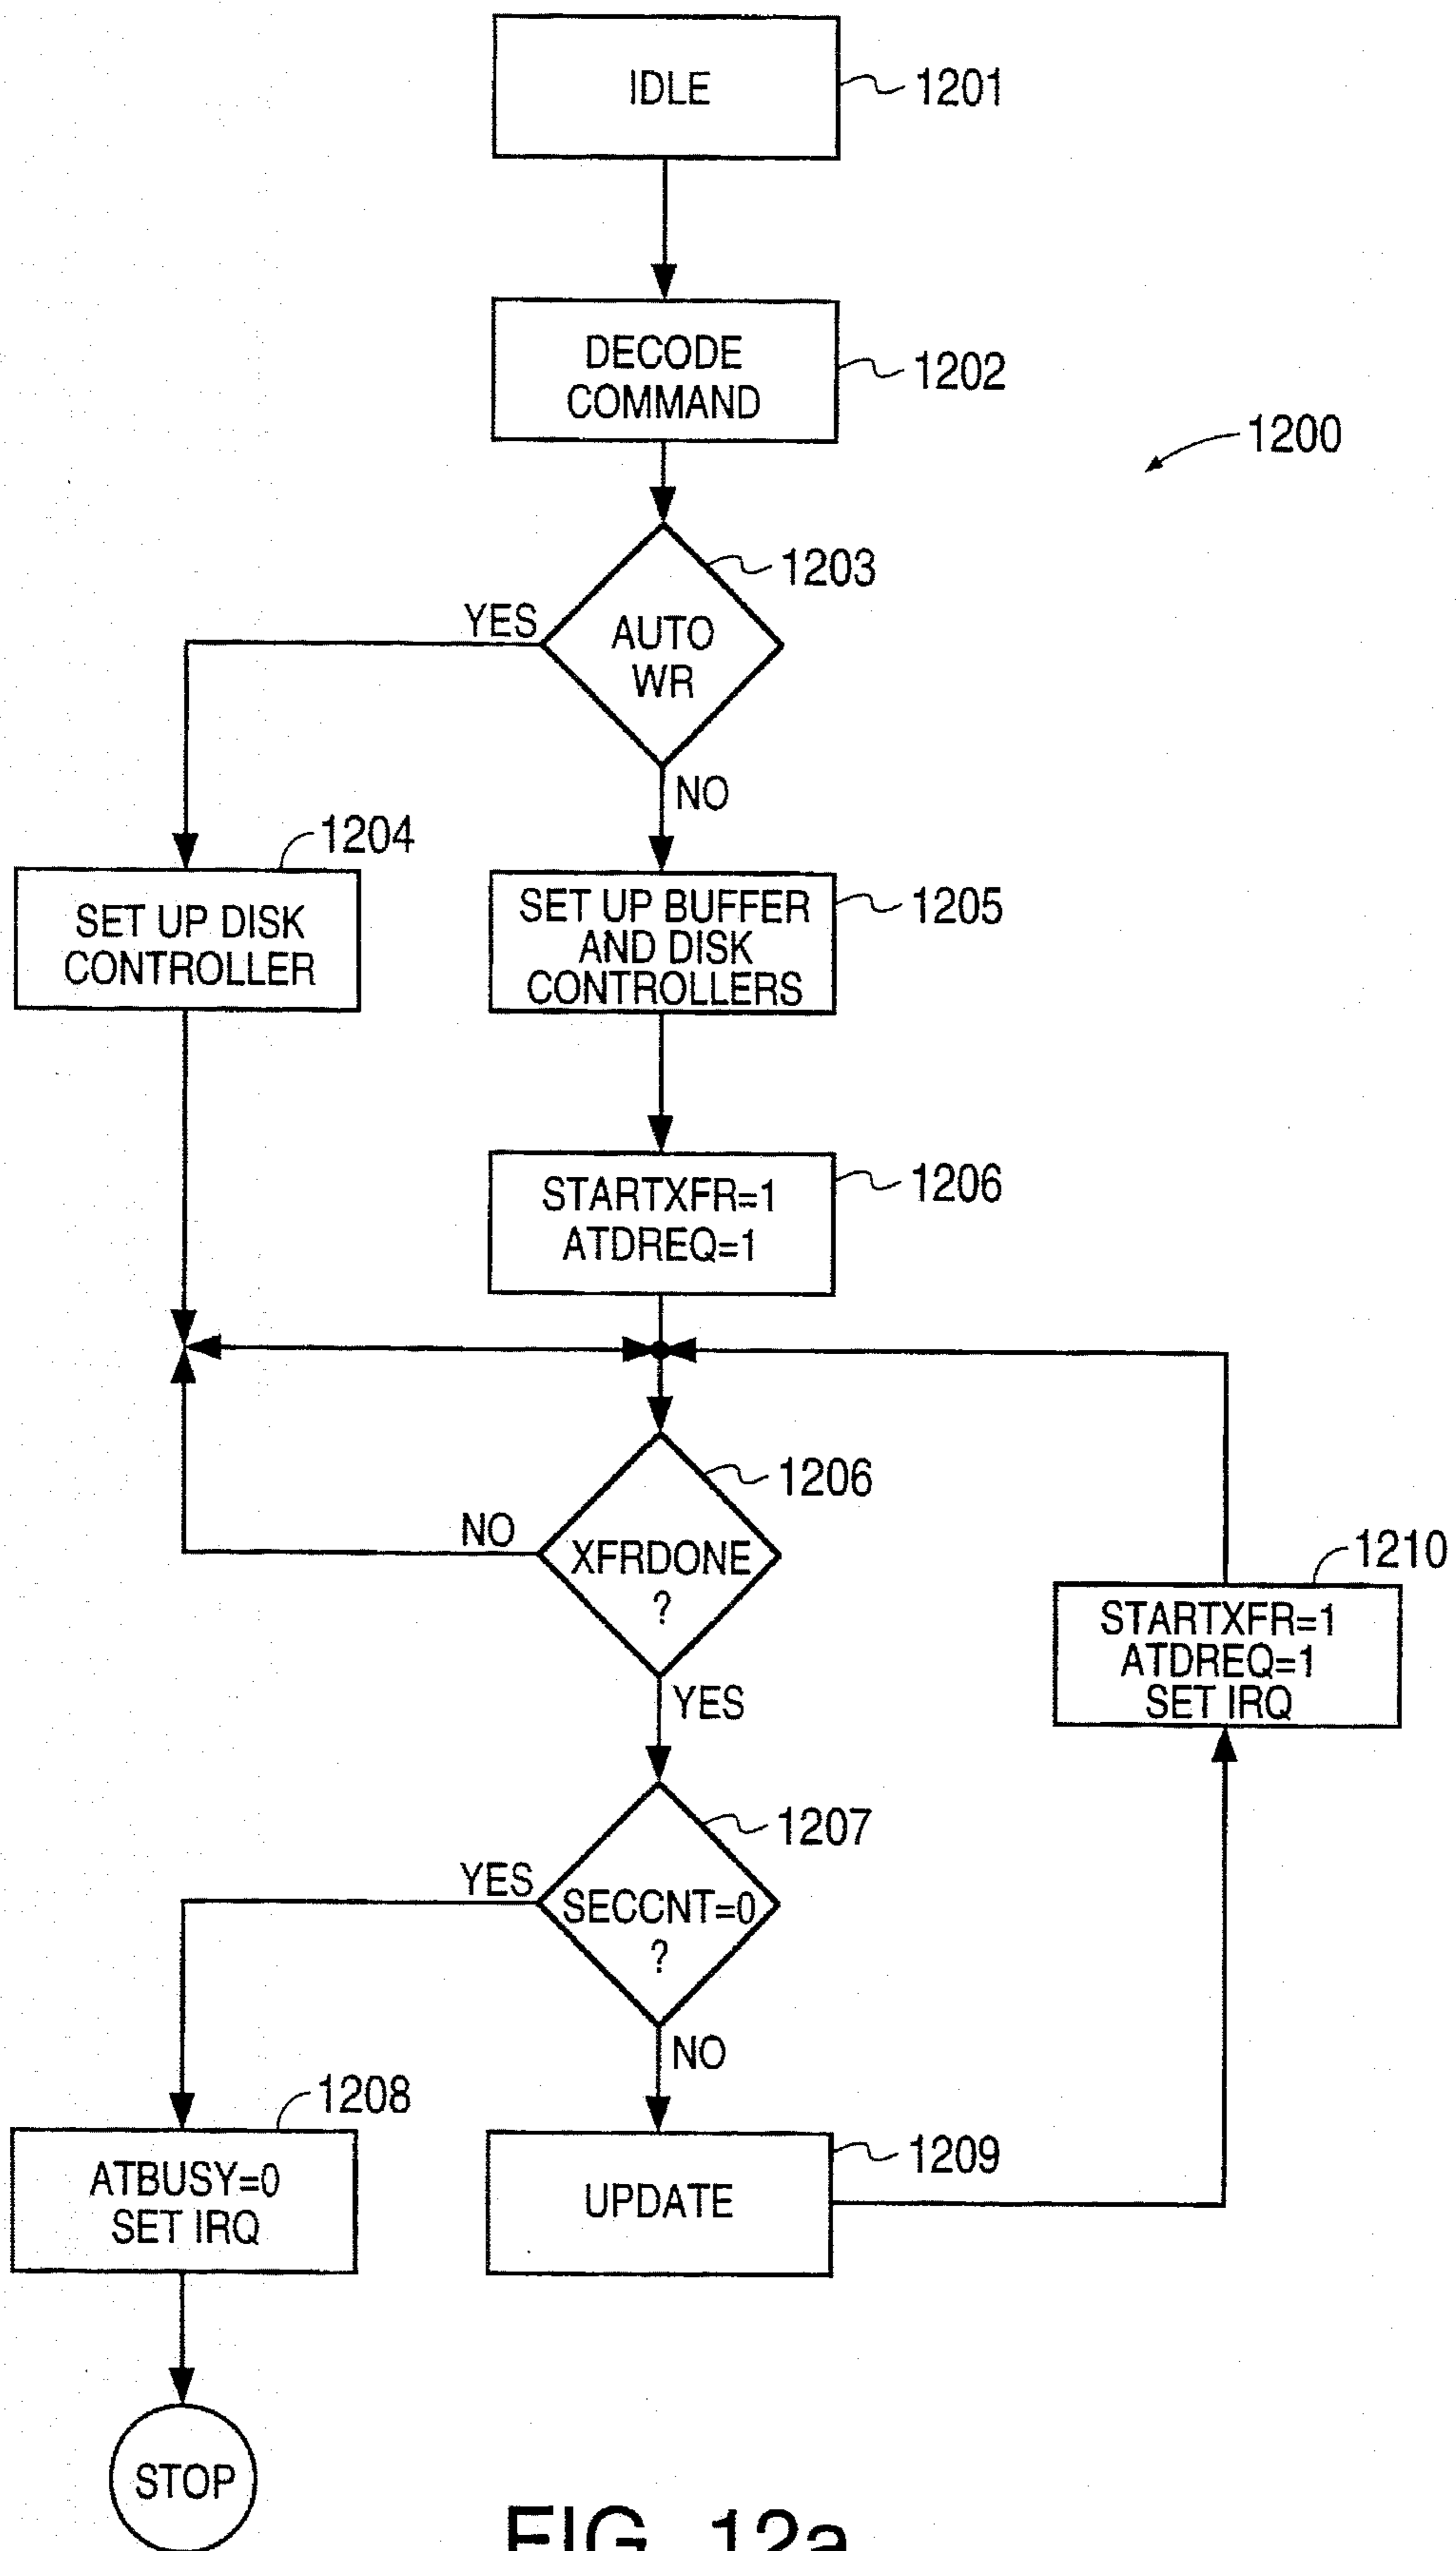 IDLE
1201
DECODE
COMMAND
1202
1200
1203
YES
AUTO
WR
NO
1204
SET UP DISK
CONTROLLER
SET UP BUFFER
AND DISK
CONTROLLERS
1205
STARTXFR=1
ATDREQ=1
1206
1206
NO
XFRDONE
?
YES
1210
STARTXFR=1
ATDREQ=1
SET IRQ
1207
YES
SECCNT=0
?
NO
1208
ATBUSY=0
SET IRQ
UPDATE
1209
STOP
FIG. 12a